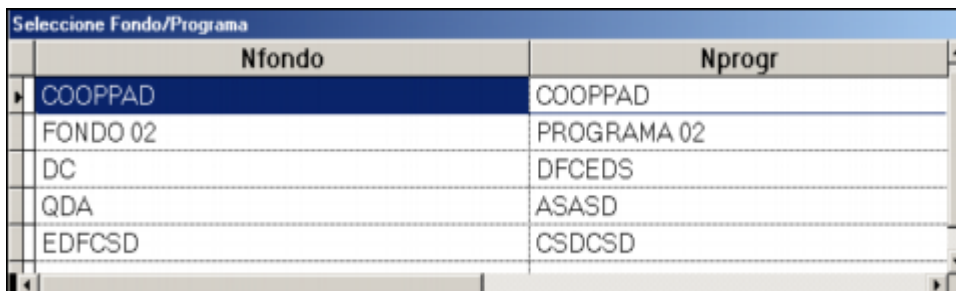 Seleccione Fondo/Programa
Nfondo Nprogr
COOPPAD COOPPAD
FONDO 02 PROGRAMA 02
DC DFCEDS
QDA ASASD
EDFCSD CSDCSD